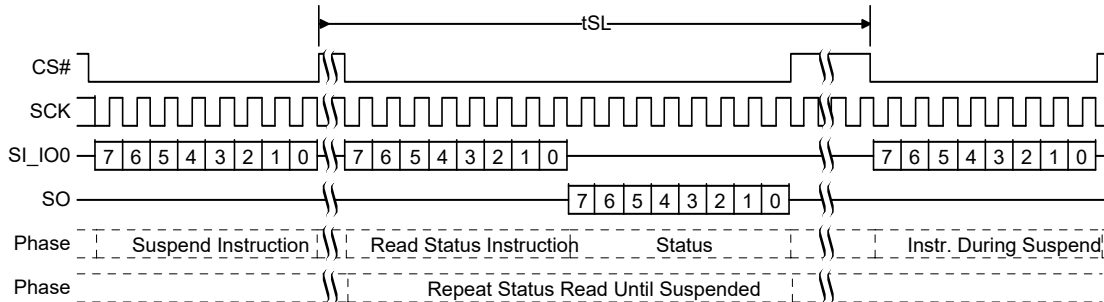 tSL
CS#
SCK
SI_IO0 7 6 5 4 3 2 1 0 7 6 5 4 3 2 1 0 7 6 5 4 3 2 1 0
SO 7 6 5 4 3 2 1 0
Phase Suspend Instruction Read Status Instruction Status Instr. During Suspend
Phase Repeat Status Read Until Suspended